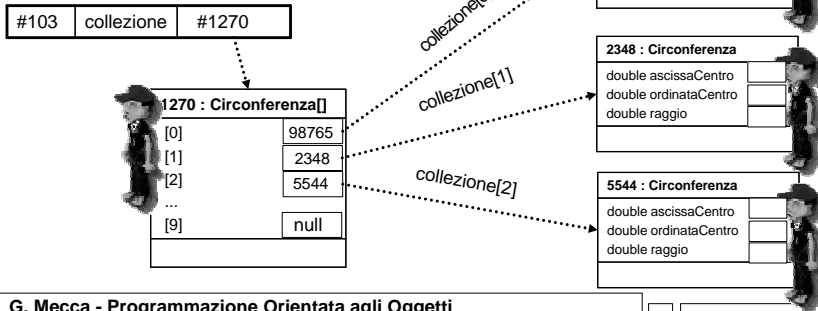 #103 collezione #1270
1270 : Circonferenza[]
[0] 98765
[1] 2348
[2] 5544
...
[9] null
collezione[1]
collezione[2]
2348 : Circonferenza
double ascissaCentro
double ordinataCentro
double raggio
5544 : Circonferenza
double ascissaCentro
double ordinataCentro
double raggio
G. Mecca - Programmazione Orientata agli Oggetti